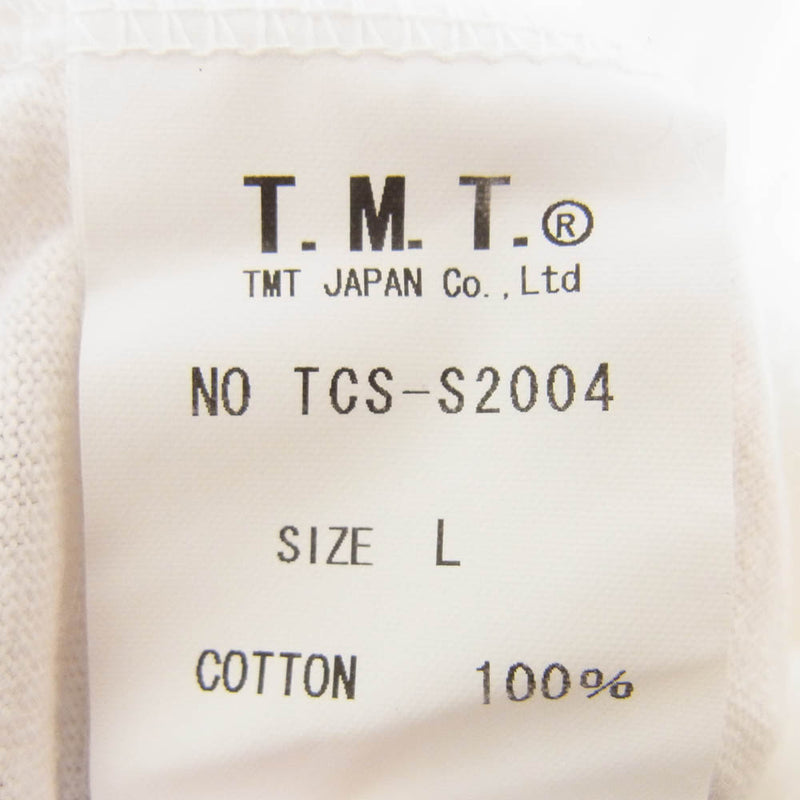 T.M.T.®
TMT JAPAN Co.,Ltd
NO TCS-S2004
SIZE L
COTTON 100%